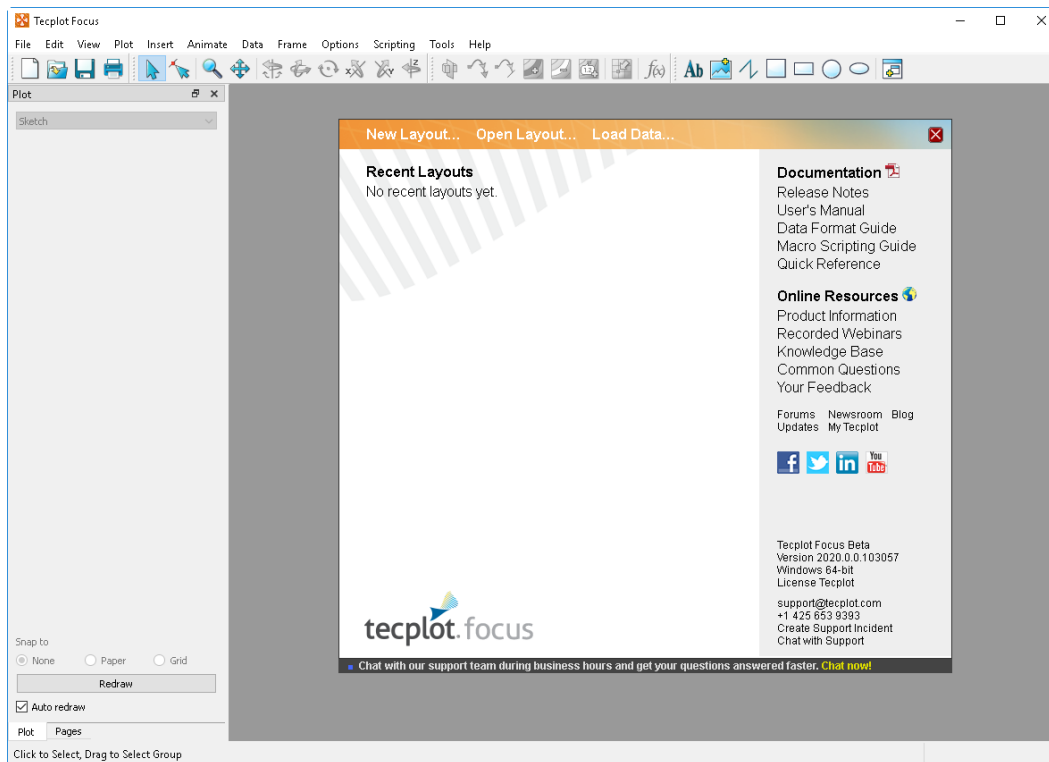 Tecplot Focus
File Edit View Plot Insert Animate Data Frame Options Scripting Tools Help
Ab
Plot
Sketch
New Layout... Open Layout... Load Data...
Recent Layouts
No recent layouts yet.
Documentation
Release Notes
User's Manual
Data Format Guide
Macro Scripting Guide
Quick Reference
Online Resources
Product Information
Recorded Webinars
Knowledge Base
Common Questions
Your Feedback
Forums Newsroom Blog
Updates My Tecplot
f in You Tube
Tecplot Focus Beta
Version 2020.0.0.103057
Windows 64-bit
License Tecplot
support@tecplot.com
+1 425 653 9393
Create Support Incident
Chat with Support
tecplot. focus
Chat with our support team during business hours and get your questions answered faster. Chat now!
Snap to
None Paper Grid
Redraw
Auto redraw
Plot Pages
Click to Select, Drag to Select Group